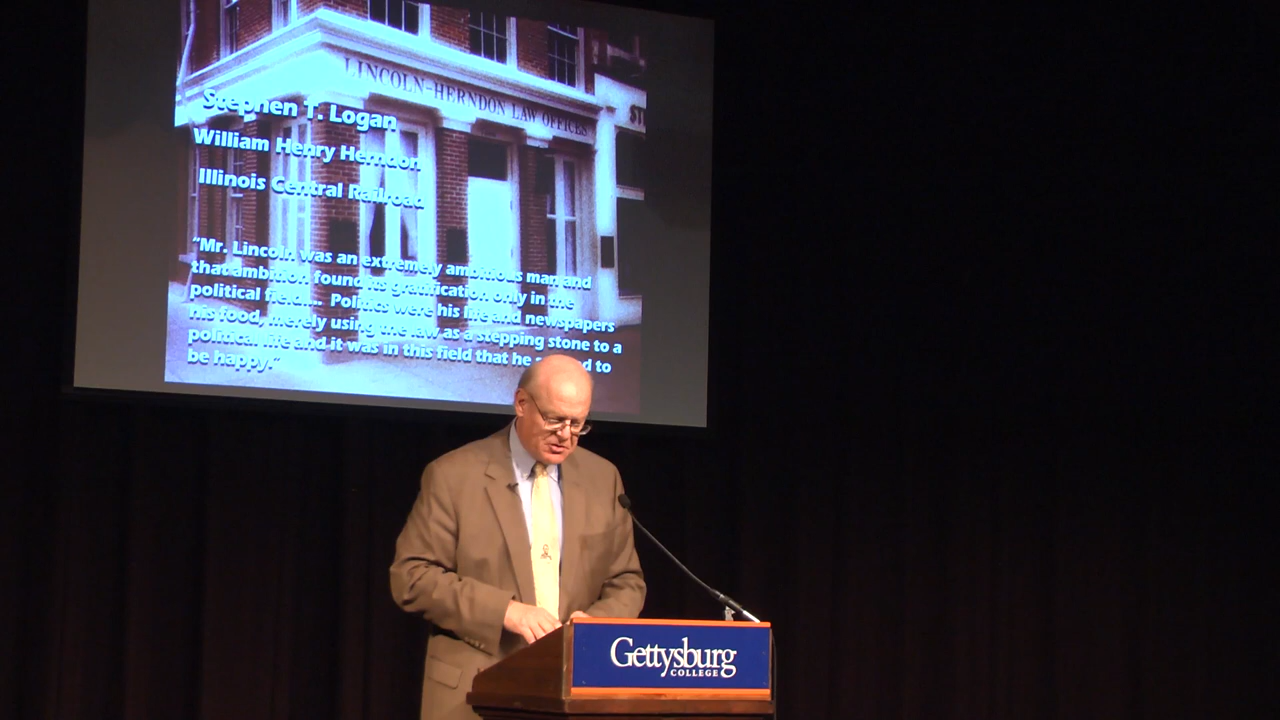 LINCOLN-HERNDON LAW OFFICES
Stephen T. Logan
William Henry Herndon
Illinois Central Railroad
"Mr. Lincoln was an extremely ambitious man and
that ambition found its gratification only in the
political field.... Politics were his life and newspapers
his food, merely using the law as a stepping stone to a
political life and it was in this field that he to
be happy."
Gettysburg
COLLEGE